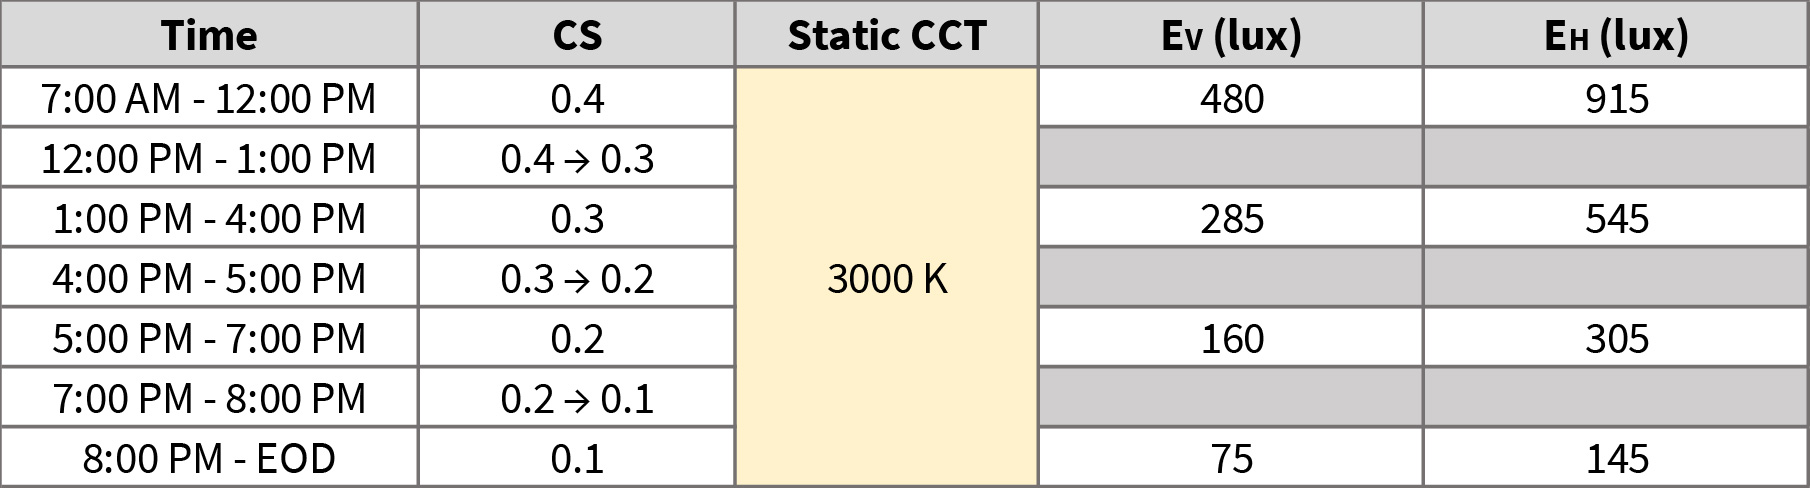 Time CS Static CCT EV (lux) EH (lux)
7:00 AM - 12:00 PM 0.4 480 915
12:00 PM - 1:00 PM 0.4 → 0.3
1:00 PM - 4:00 PM 0.3 285 545
4:00 PM - 5:00 PM 0.3 → 0.2 3000 K
5:00 PM - 7:00 PM 0.2 160 305
7:00 PM - 8:00 PM 0.2 → 0.1
8:00 PM - EOD 0.1 75 145